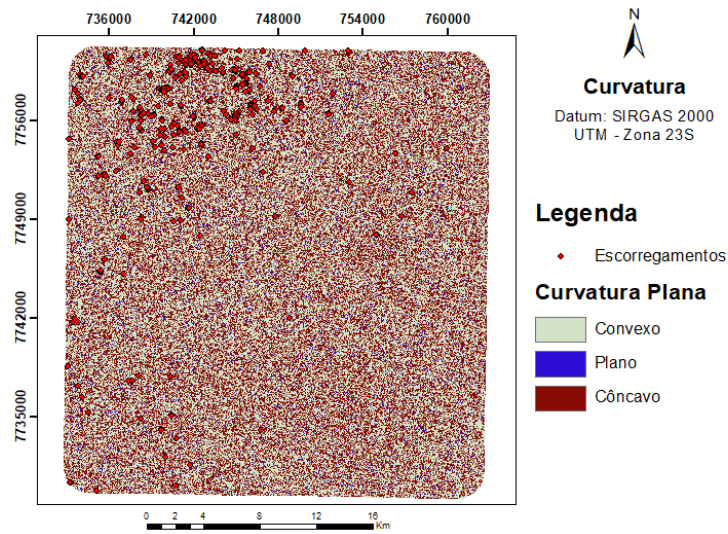 736000 742000 748000 754000 760000
7756000
7749000
7742000
7735000
0 2 4 8 12 16
Km
N
Curvatura
Datum: SIRGAS 2000
UTM - Zona 23S
Legenda
Escorregamentos
Curvatura Plana
Convexo
Plano
Côncavo